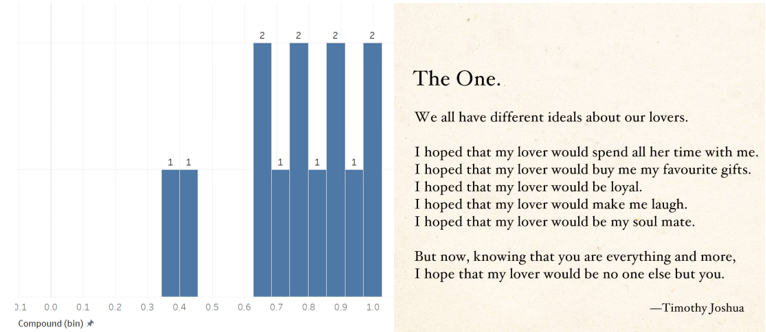 2
2
2
2
1
1
1
1
1
0.1
0.0
0.1
0.2
0.3
0.4
0.5
0.6
0.7
0.8
0.9
1.0
Compound (bin)
The One.
We all have different ideals about our lovers.
I hoped that my lover would spend all her time with me.
I hoped that my lover would buy me my favourite gifts.
I hoped that my lover would be loyal.
I hoped that my lover would make me laugh.
I hoped that my lover would be my soul mate.
But now, knowing that you are everything and more,
I hope that my lover would be no one else but you.
—Timothy Joshua